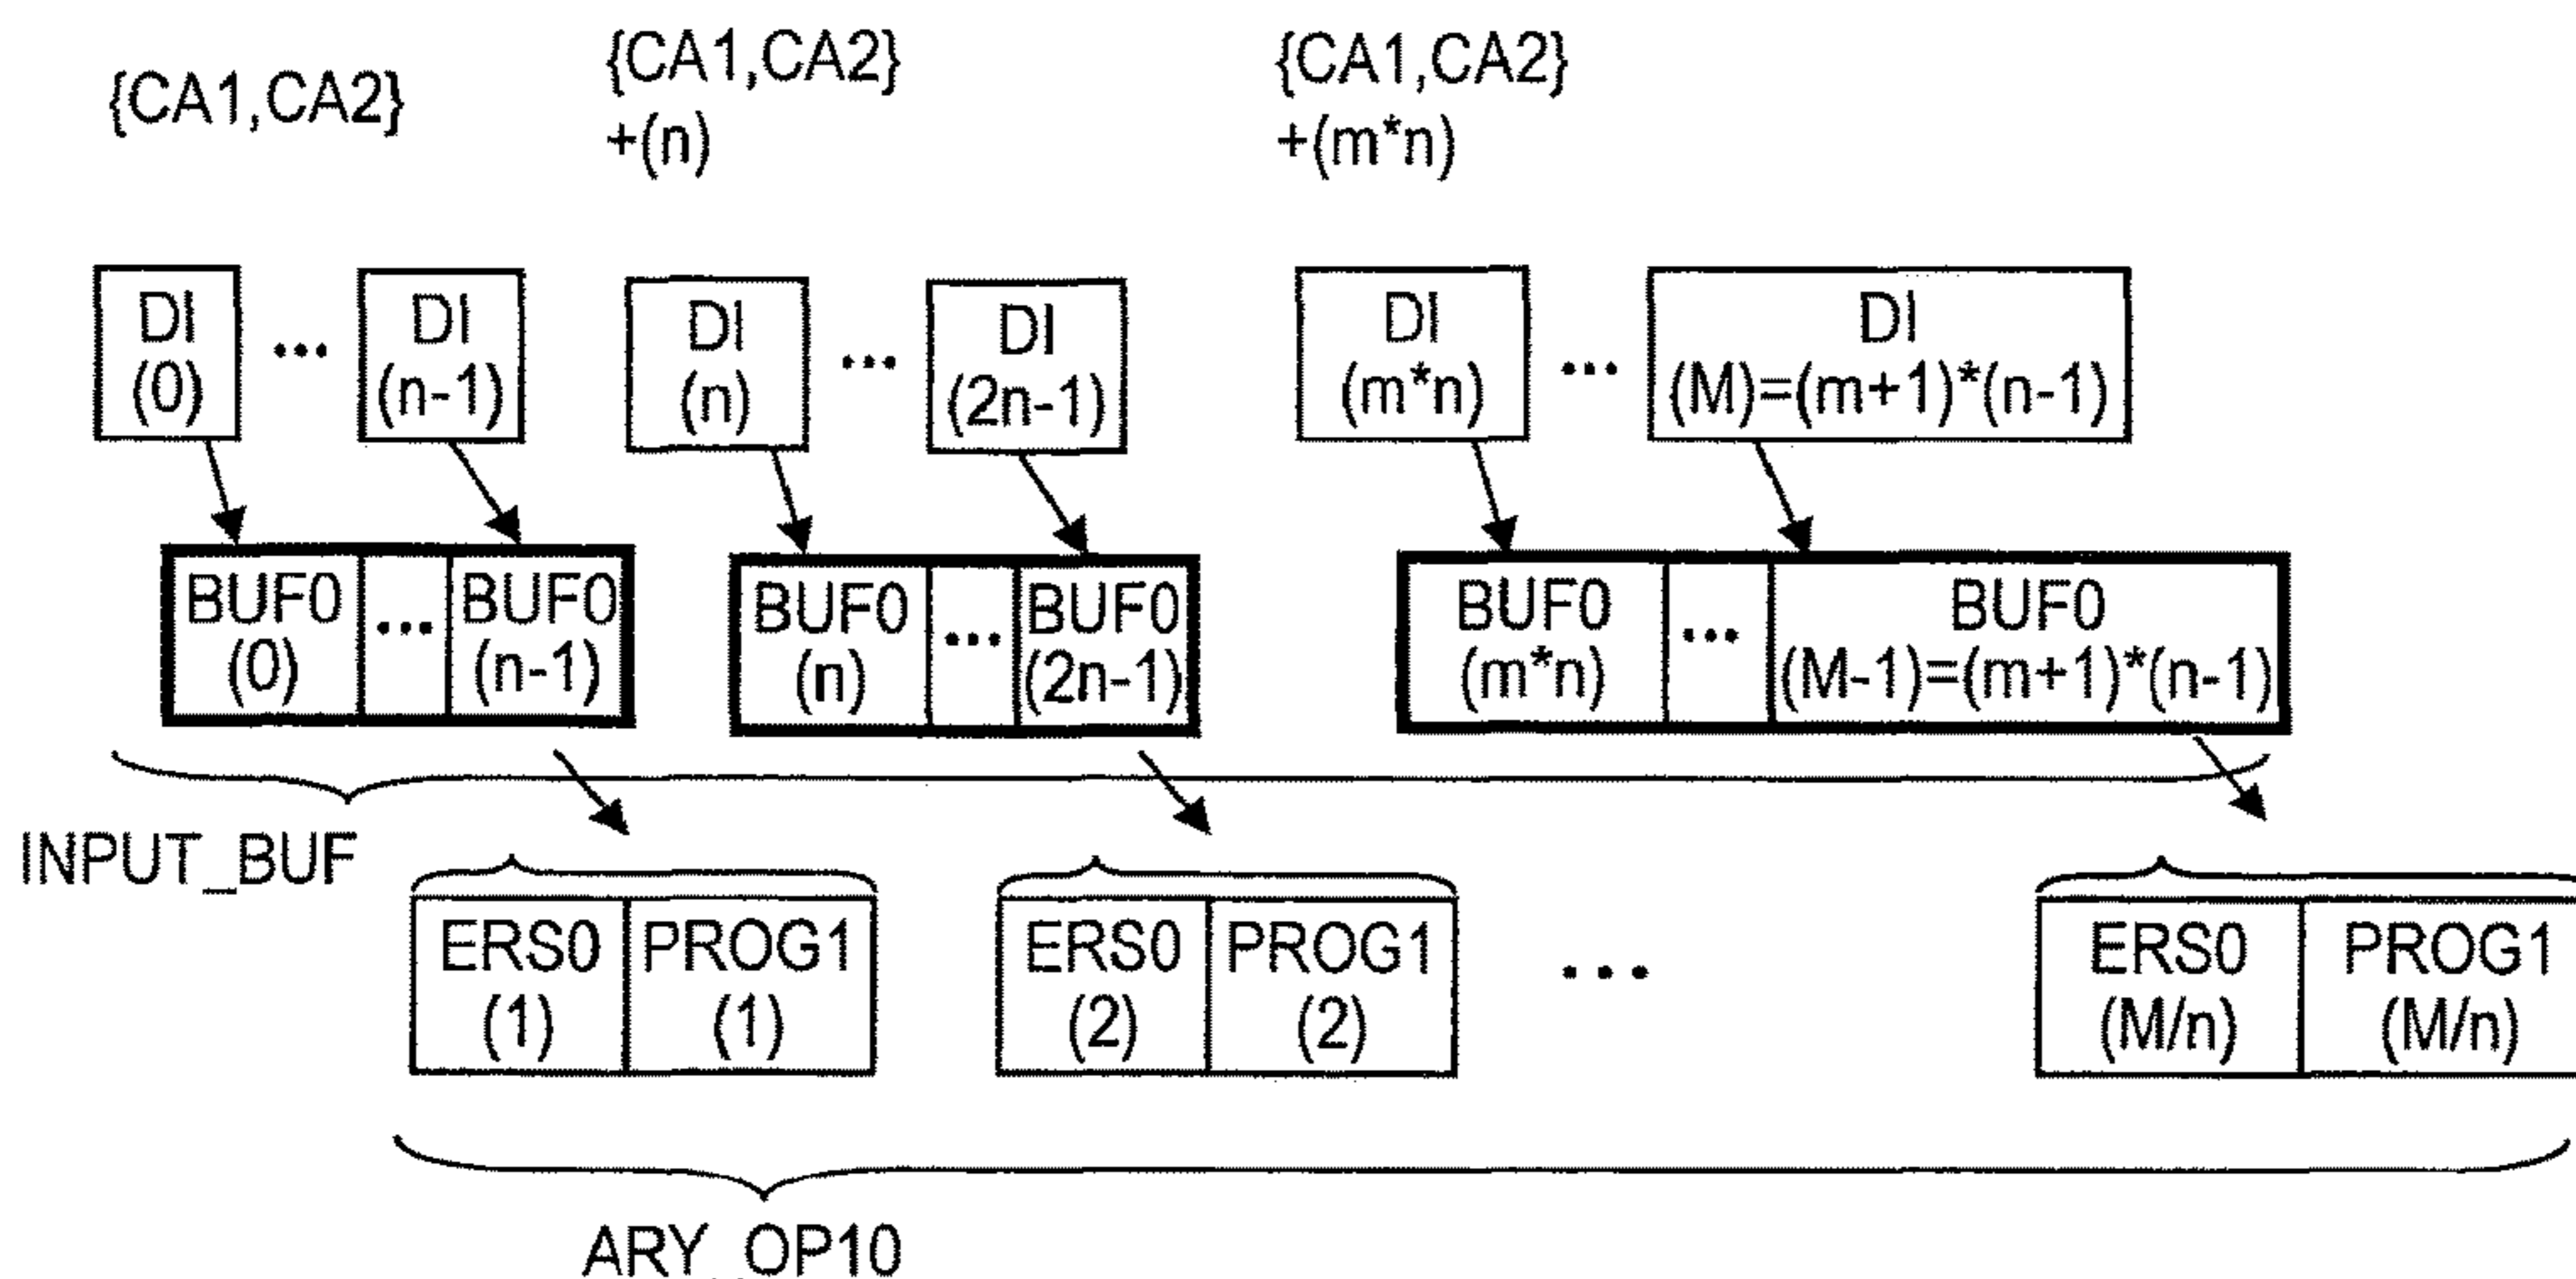 {CA1,CA2}
{CA1,CA2}
+(n)
{CA1,CA2}
+(m*n)
DI
(0)
...
DI
(n-1)
DI
(n)
...
DI
(2n-1)
DI
(m*n)
...
DI
(M)=(m+1)*(n-1)
BUF0
(0)
...
BUF0
(n-1)
BUF0
(n)
...
BUF0
(2n-1)
BUF0
(m*n)
...
BUF0
(M-1)=(m+1)*(n-1)
INPUT_BUF
ERS0
(1)
PROG1
(1)
ERS0
(2)
PROG1
(2)
...
ERS0
(M/n)
PROG1
(M/n)
ARY_OP10